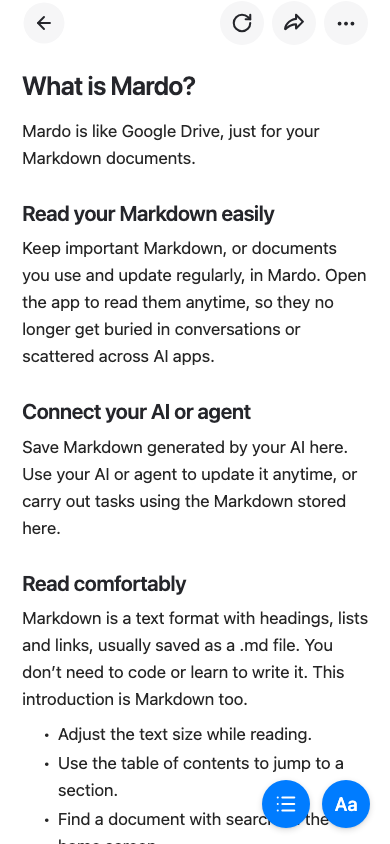 What is Mardo?
Mardo is like Google Drive, just for your
Markdown documents.
Read your Markdown easily
Keep important Markdown, or documents
you use and update regularly, in Mardo. Open
the app to read them anytime, so they no
longer get buried in conversations or
scattered across AI apps.
Connect your AI or agent
Save Markdown generated by your AI here.
Use your AI or agent to update it anytime, or
carry out tasks using the Markdown stored
here.
Read comfortably
Markdown is a text format with headings, lists
and links, usually saved as a .md file. You
don’t need to code or learn to write it. This
introduction is Markdown too.
• Adjust the text size while reading.
• Use the table of contents to jump to a
section.
• Find a document with search the
Aa